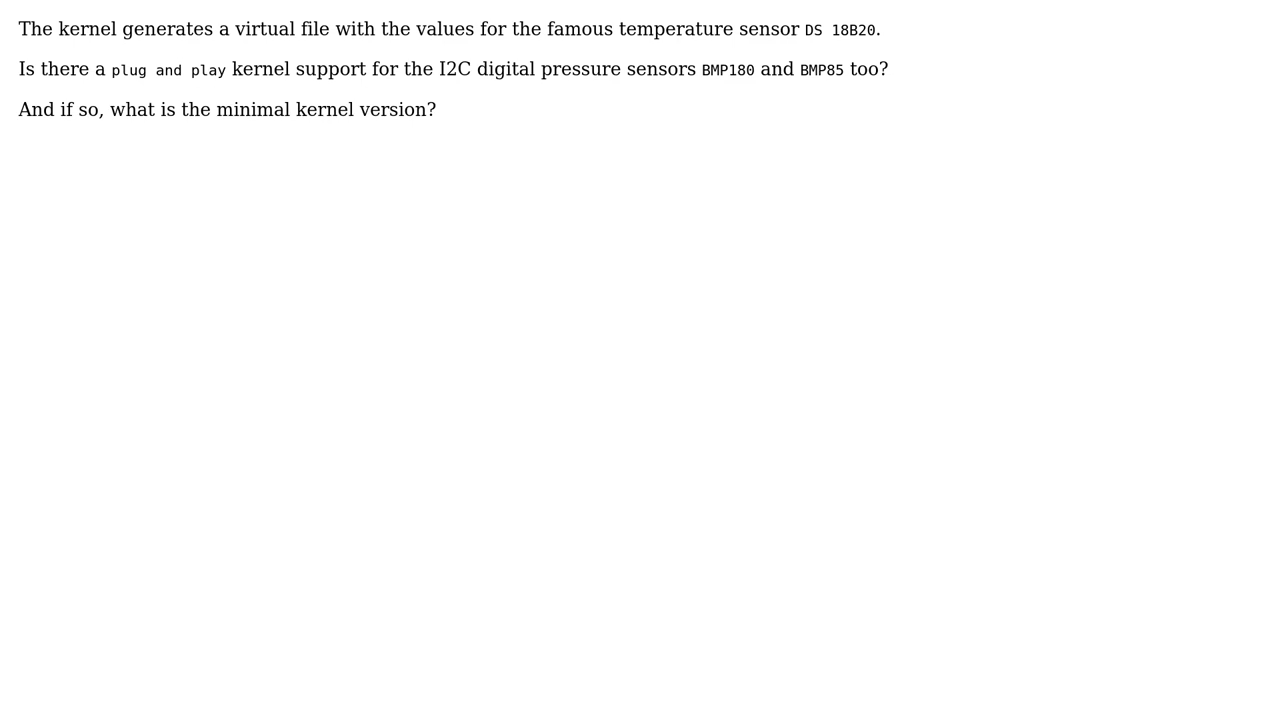 The kernel generates a virtual file with the values for the famous temperature sensor DS 18B20.
Is there a plug and play kernel support for the I2C digital pressure sensors BMP180 and BMP85 too?
And if so, what is the minimal kernel version?